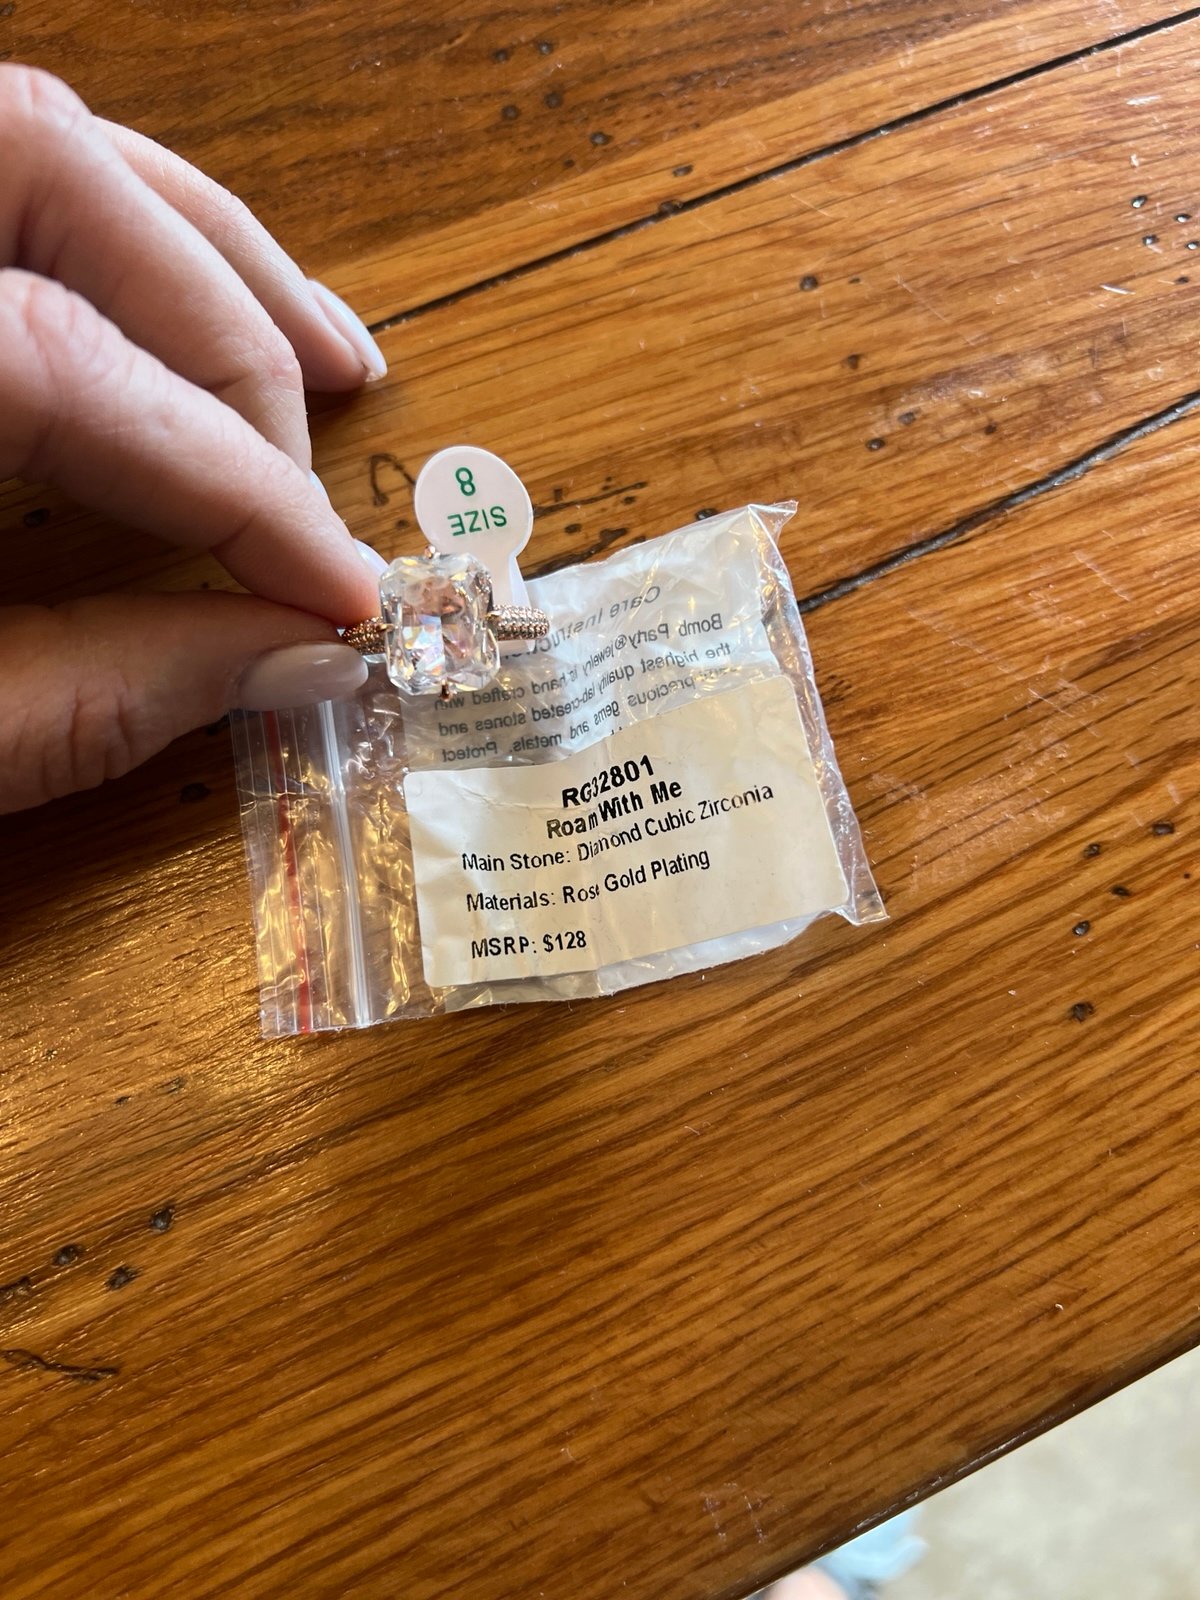 SIZE
8
Care Instruc
Bomb Party® jewelry is hand crafted with
the highest quality lab-created stones and
precious gems and metals. Protect
RG32801
Roam With Me
Main Stone: Diamond Cubic Zirconia
Materials: Rose Gold Plating
MSRP: $128